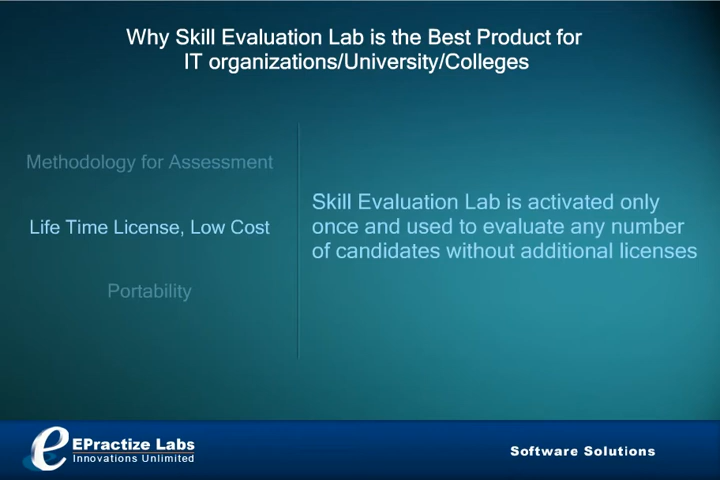 Why Skill Evaluation Lab is the Best Product for
IT organizations/University/Colleges
Methodology for Assessment
Life Time License, Low Cost
Portability
Skill Evaluation Lab is activated only
once and used to evaluate any number
of candidates without additional licenses
e EPractize Labs
Innovations Unlimited
Software Solutions